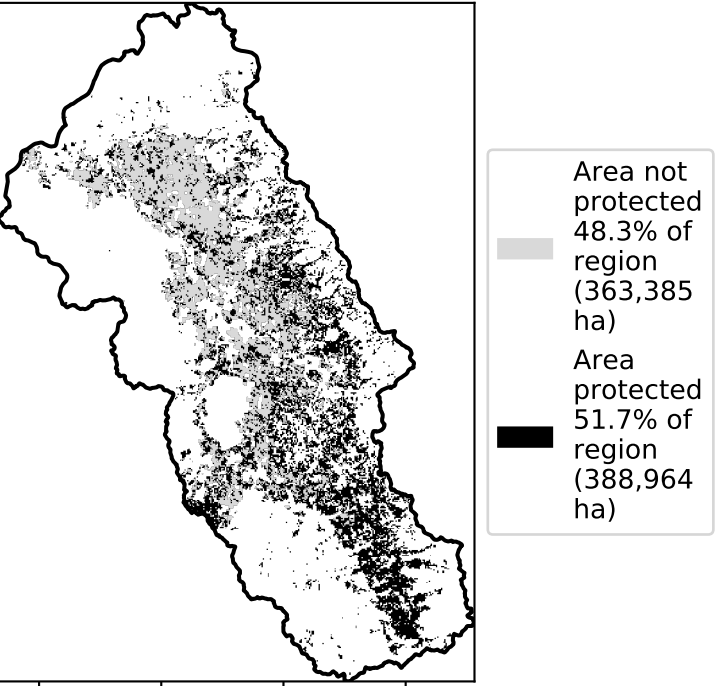 Area not
protected
48.3% of
region
(363,385
ha)
Area
protected
51.7% of
region
(388,964
ha)